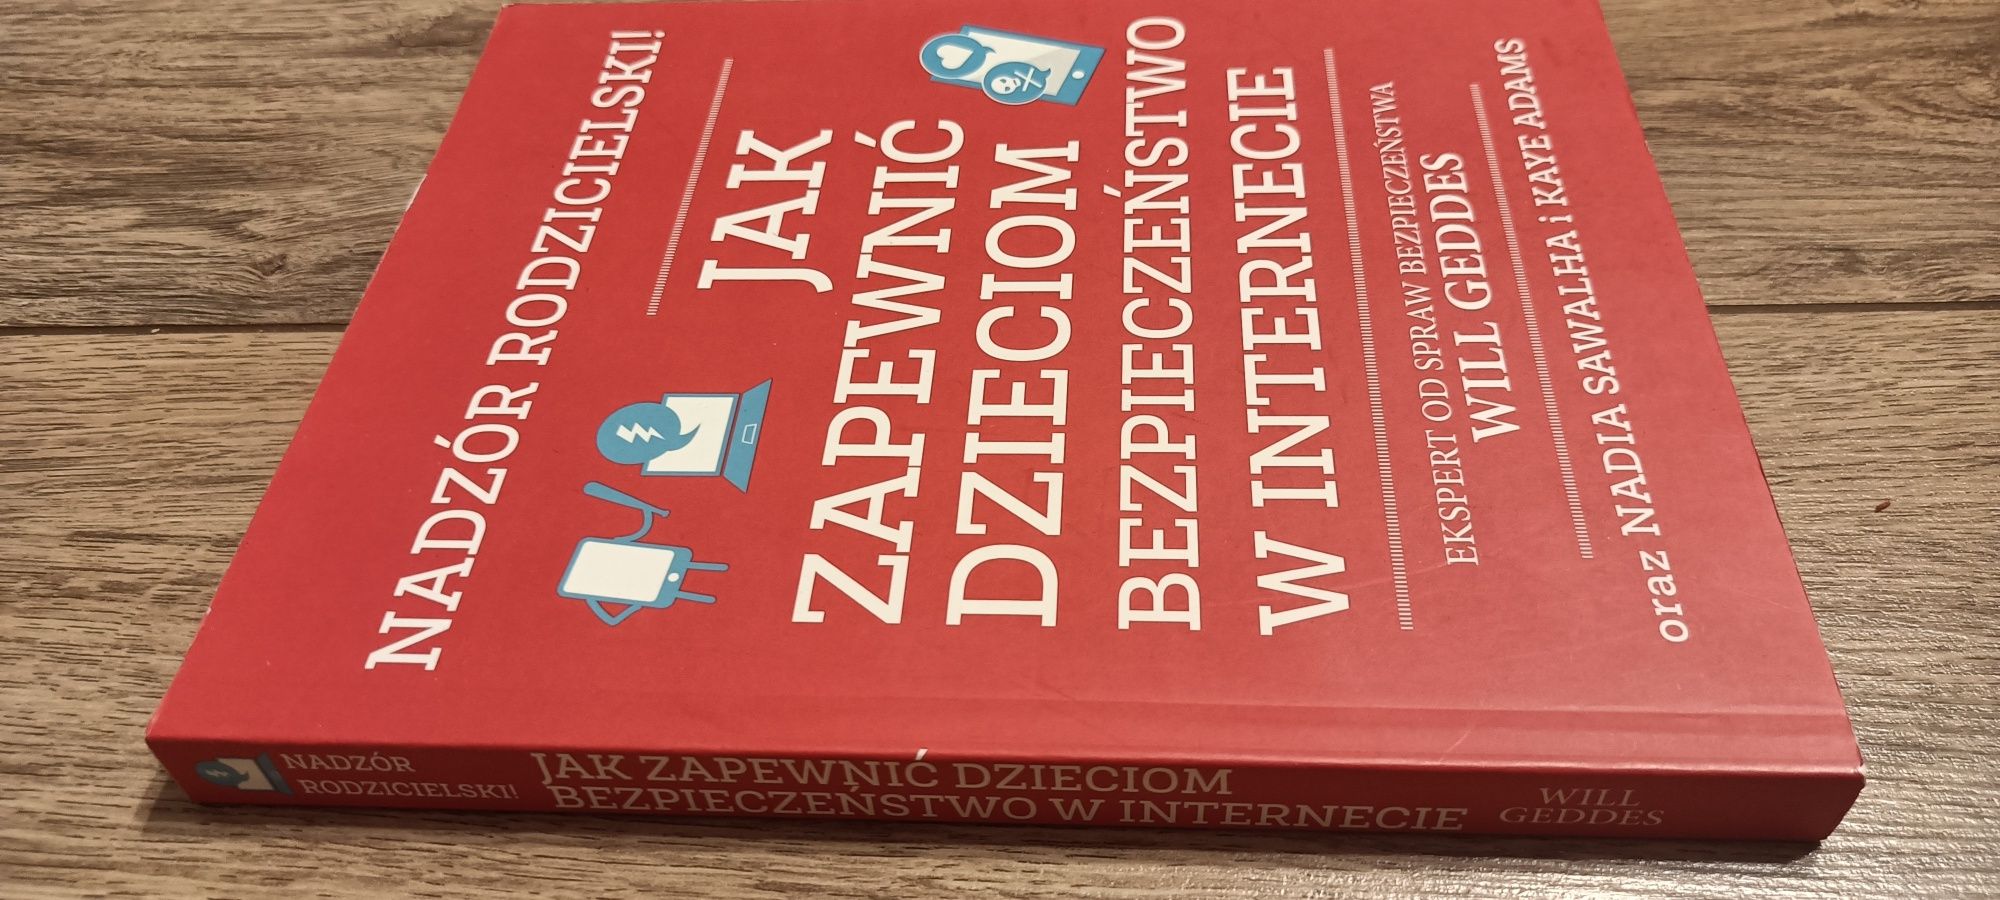 NADZÓR RODZICIELSKI!
JAK
ZAPEWNIĆ
DZIECIOM
BEZPIECZEŃSTWO
W INTERNECIE
EKSPERT OD SPRAW BEZPIECZEŃSTWA
WILL GEDDES
oraz NADIA SAWALHA i KAYE ADAMS
NADZÓR
RODZICIELSKI!
JAK ZAPEWNIĆ DZIECIOM
BEZPIECZEŃSTWO W INTERNECIE
WILL
GEDDES